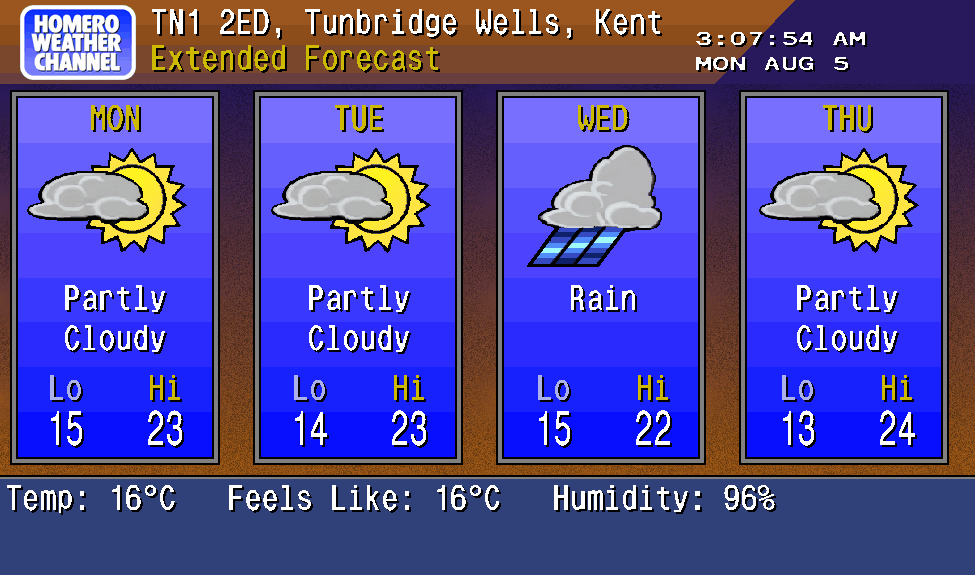 HOMERO
WEATHER
CHANNEL
TN1 2ED, Tunbridge Wells, Kent
Extended Forecast
3:07:54 AM
MON AUG 5
MON
Partly
Cloudy
Lo Hi
15 23
TUE
Partly
Cloudy
Lo Hi
14 23
WED
Rain
Lo Hi
15 22
THU
Partly
Cloudy
Lo Hi
13 24
Temp: 16°C Feels Like: 16°C Humidity: 96%